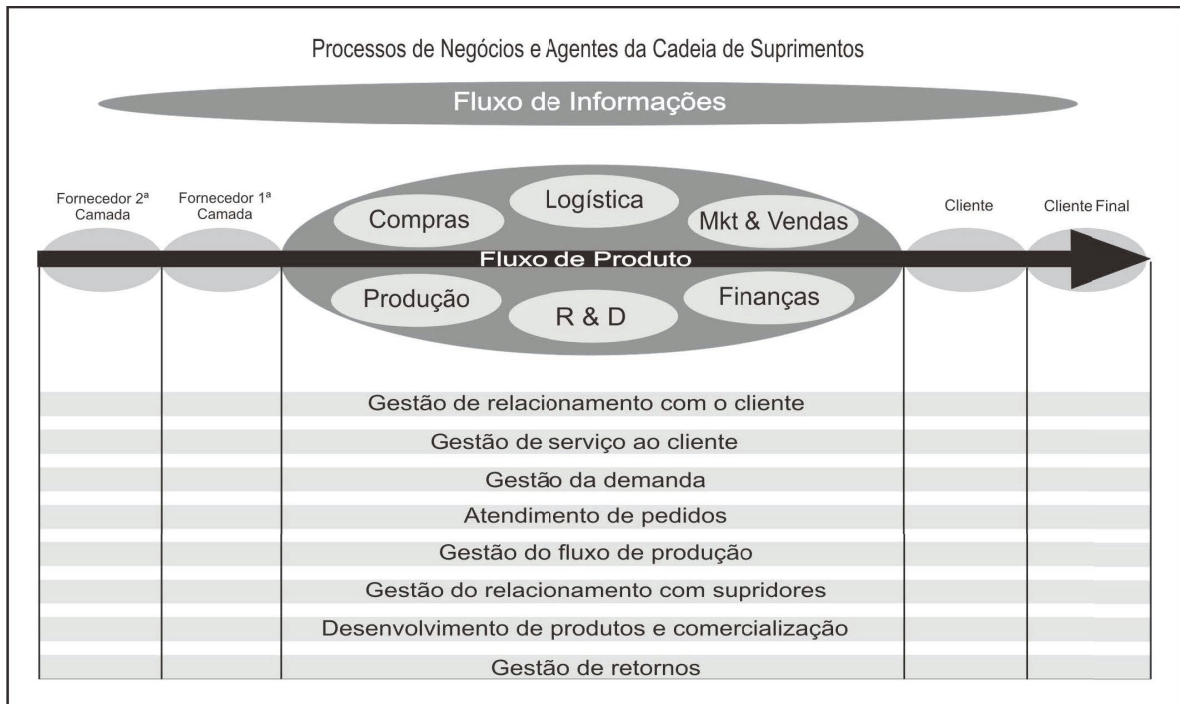 Processos de Negócios e Agentes da Cadeia de Suprimentos
Fluxo de Informações
Fornecedor 2ª
Camada
Fornecedor 1ª
Camada
Compras
Logística
Mkt & Vendas
Cliente
Cliente Final
Fluxo de Produto
Produção
R & D
Finanças
Gestão de relacionamento com o cliente
Gestão de serviço ao cliente
Gestão da demanda
Atendimento de pedidos
Gestão do fluxo de produção
Gestão do relacionamento com supridores
Desenvolvimento de produtos e comercialização
Gestão de retornos